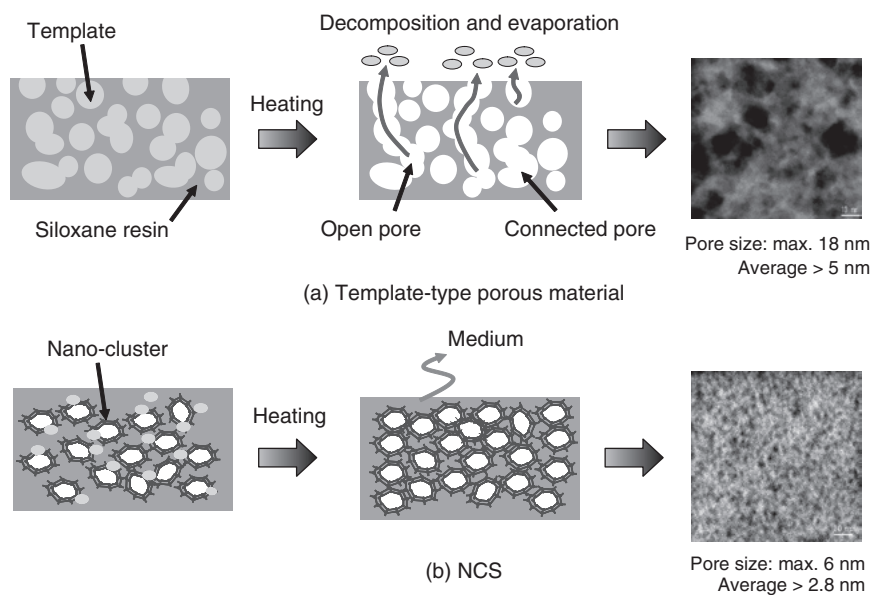 Template
Decomposition and evaporation
Heating
Siloxane resin
Open pore
Connected pore
Pore size: max. 18 nm
Average > 5 nm
(a) Template-type porous material
Nano-cluster
Medium
Heating
Pore size: max. 6 nm
Average > 2.8 nm
(b) NCS